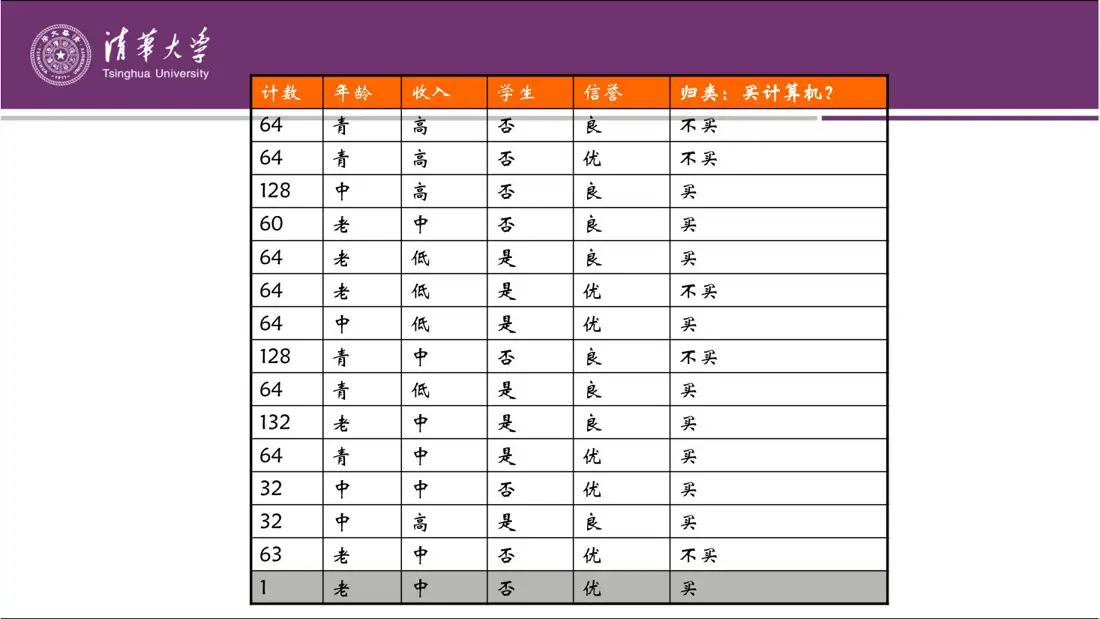 清华大学
Tsinghua University
计数 年龄 收入 学生 信誉 归类：买计算机？
64 青 高 否 良 不买
64 青 高 否 优 不买
128 中 高 否 良 买
60 老 中 否 良 买
64 老 低 是 良 买
64 老 低 是 优 不买
64 中 低 是 优 买
128 青 中 否 良 不买
64 青 低 是 良 买
132 老 中 是 良 买
64 青 中 是 优 买
32 中 中 否 优 买
32 中 高 是 良 买
63 老 中 否 优 不买
1 老 中 否 优 买